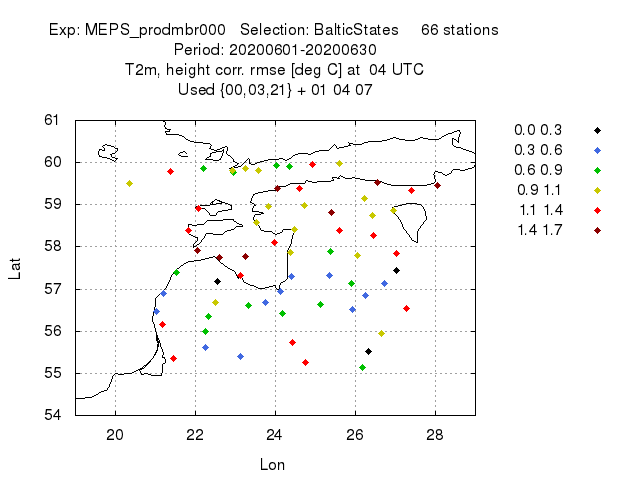 Exp: MEPS_prodmbr000 Selection: BalticStates 66 stations
Period: 20200601-20200630
T2m, height corr. rmse [deg C] at 04 UTC
Used {00,03,21} + 01 04 07
61
60
59
58
57
56
55
54
20 22 24 26 28
Lat
Lon
0.0 0.3
0.3 0.6
0.6 0.9
0.9 1.1
1.1 1.4
1.4 1.7